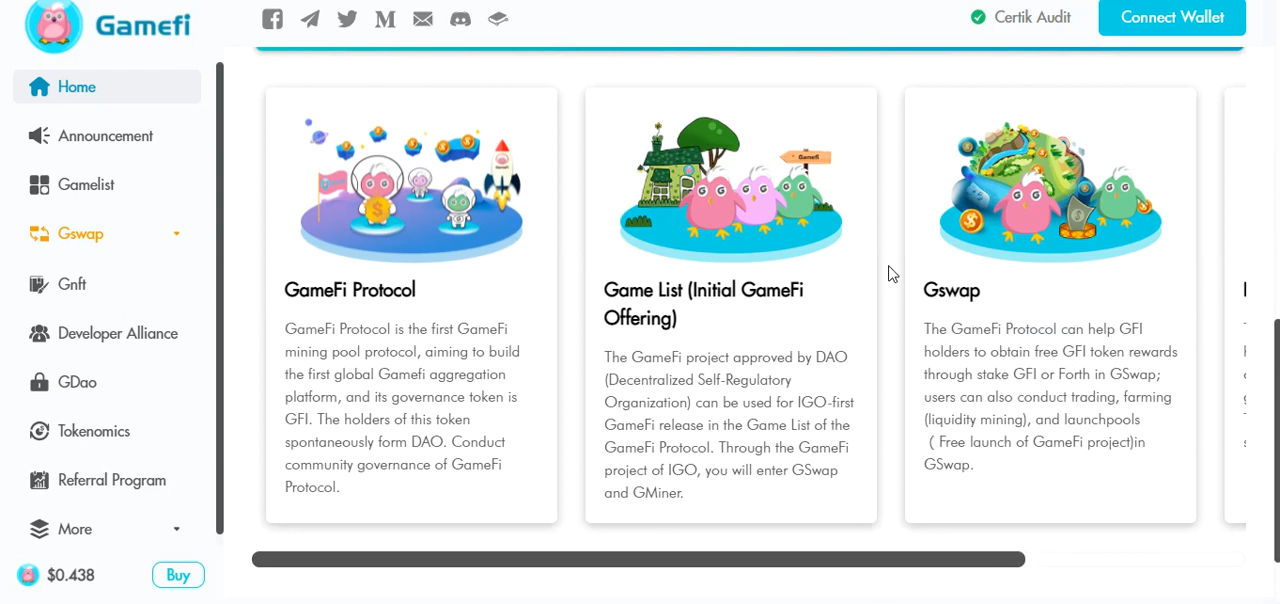 Gamefi
M
Certik Audit
Connect Wallet
Home
Announcement
Gamelist
Gswap
Gnft
Developer Alliance
GDao
Tokenomics
Referral Program
More
$0.438
Buy
Gamefi
GameFi Protocol
GameFi Protocol is the first GameFi
mining pool protocol, aiming to build
the first global Gamefi aggregation
platform, and its governance token is
GFI. The holders of this token
spontaneously form DAO. Conduct
community governance of GameFi
Protocol.
Game List (Initial GameFi
Offering)
The GameFi project approved by DAO
(Decentralized Self-Regulatory
Organization) can be used for IGO-first
GameFi release in the Game List of the
GameFi Protocol. Through the GameFi
project of IGO, you will enter GSwap
and GMiner.
Gswap
The GameFi Protocol can help GFI
holders to obtain free GFI token rewards
through stake GFI or Forth in GSwap;
users can also conduct trading, farming
(liquidity mining), and launchpools
( Free launch of GameFi project)in
GSwap.